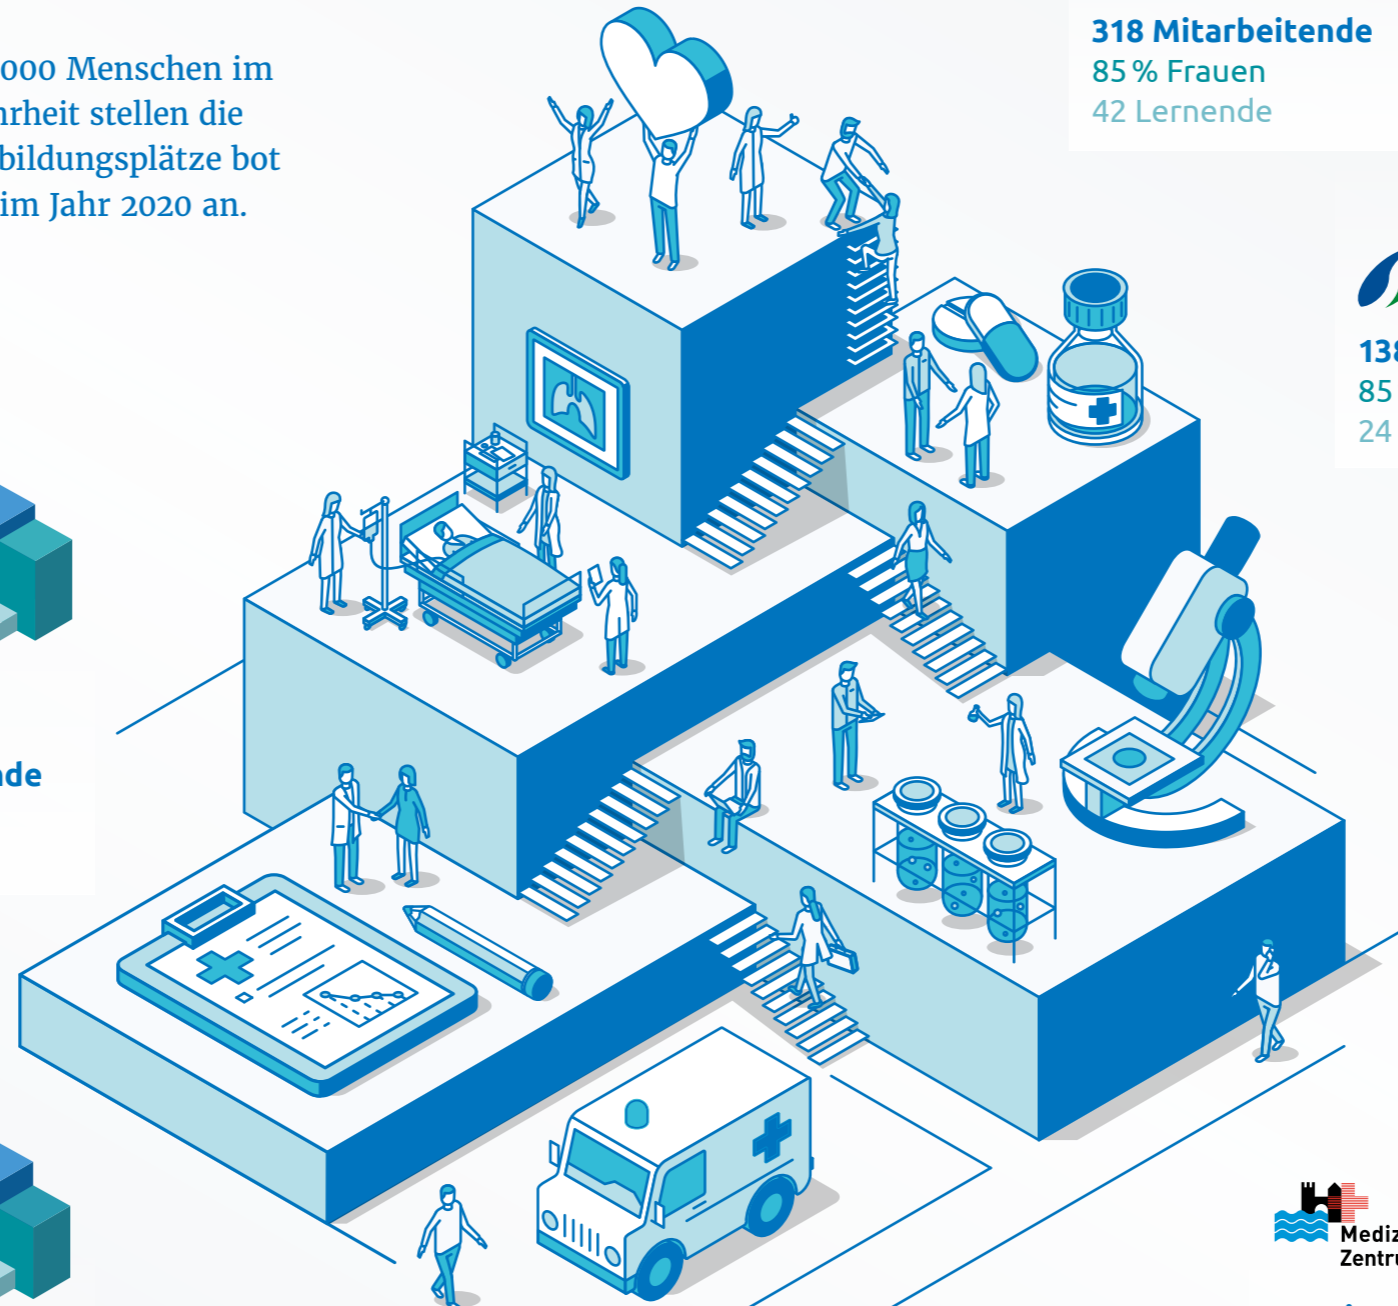 000 Menschen im
hrheit stellen die
bildungsplätze bot
im Jahr 2020 an.
318 Mitarbeitende
85 % Frauen
42 Lernende
138
85
24
de
Mediz
Zentru